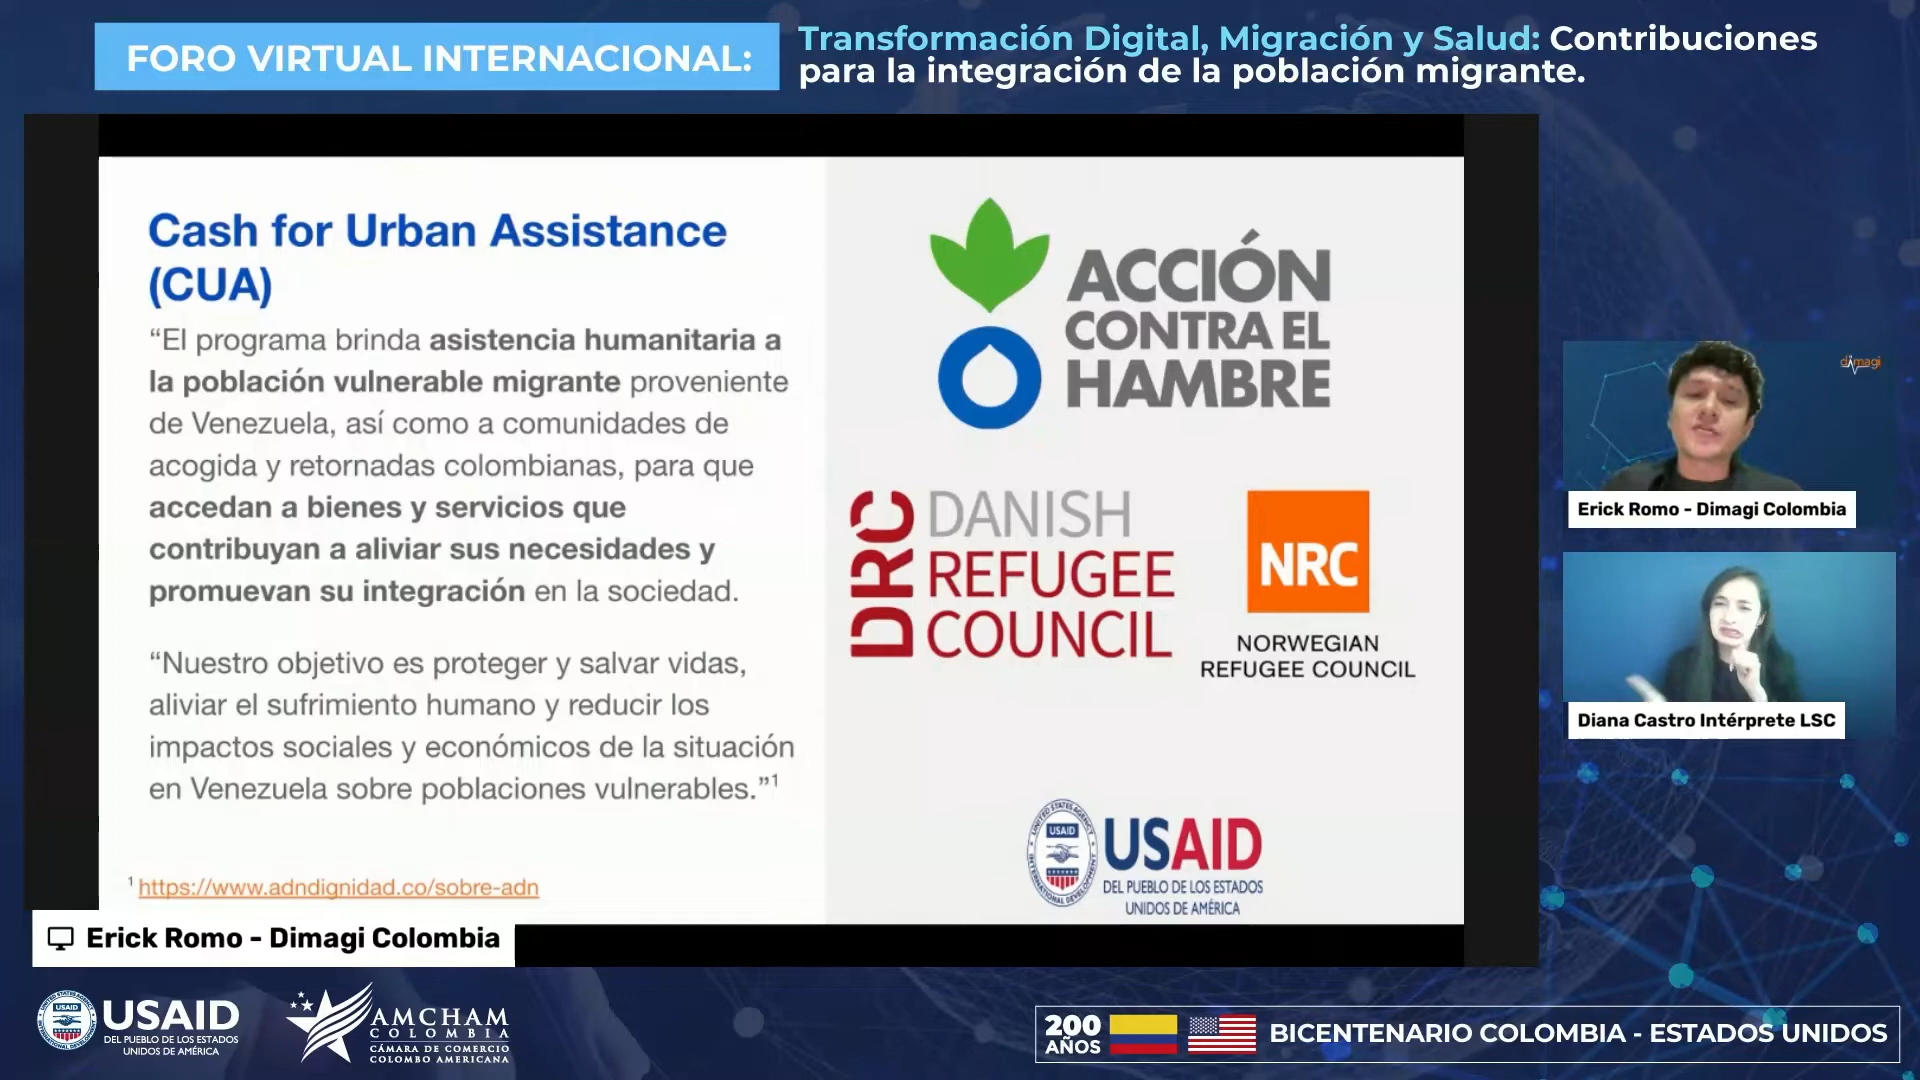 FORO VIRTUAL INTERNACIONAL:
Transformación Digital, Migración y Salud: Contribuciones
para la integración de la población migrante.
Cash for Urban Assistance
(CUA)
“El programa brinda asistencia humanitaria a
la población vulnerable migrante proveniente
de Venezuela, así como a comunidades de
acogida y retornadas colombianas, para que
accedan a bienes y servicios que
contribuyan a aliviar sus necesidades y
promuevan su integración en la sociedad.
“Nuestro objetivo es proteger y salvar vidas,
aliviar el sufrimiento humano y reducir los
impactos sociales y económicos de la situación
en Venezuela sobre poblaciones vulnerables.”1
1 https://www.adndignidad.co/sobre-adn
ACCIÓN
CONTRA EL
HAMBRE
DRC
DANISH
REFUGEE
COUNCIL
NRC
NORWEGIAN
REFUGEE COUNCIL
USAID
USAID
DEL PUEBLO DE LOS ESTADOS
UNIDOS DE AMÉRICA
dimagi
Erick Romo - Dimagi Colombia
Diana Castro Intérprete LSC
Erick Romo - Dimagi Colombia
USAID
USAID
DEL PUEBLO DE LOS ESTADOS
UNIDOS DE AMÉRICA
AMCHAM
COLOMBIA
CÁMARA DE COMERCIO
COLOMBO AMERICANA
200
AÑOS
BICENTENARIO COLOMBIA - ESTADOS UNIDOS